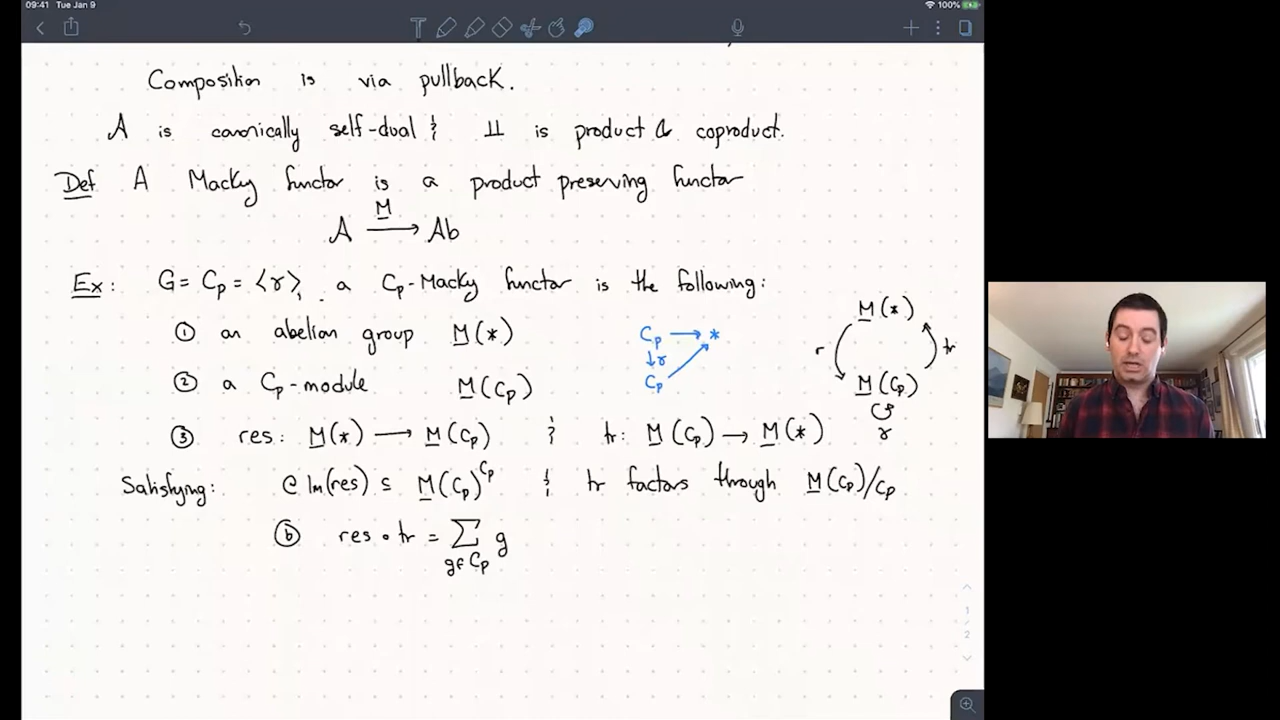 09:41 Tue Jan 9
100%
Composition is via pullback.
A is canonically self-dual & ⊔ is product & coproduct.
Def A Macky functor is a product preserving functor
A →^M Ab
Ex: G = Cp = <γ>, a Cp-Macky functor is the following:
① an abelian group M(*)
② a Cp-module M(Cp)
③ res: M(*) → M(Cp) & tr: M(Cp) → M(*)
Cp → *
↓γ
Cp
M(*)
r tr
M(Cp)
γ
Satisfying: @ Im(res) ⊆ M(Cp)^Cp & tr factors through M(Cp)/Cp
ⓑ res ∘ tr = Σ g
g∈Cp
1
/
2